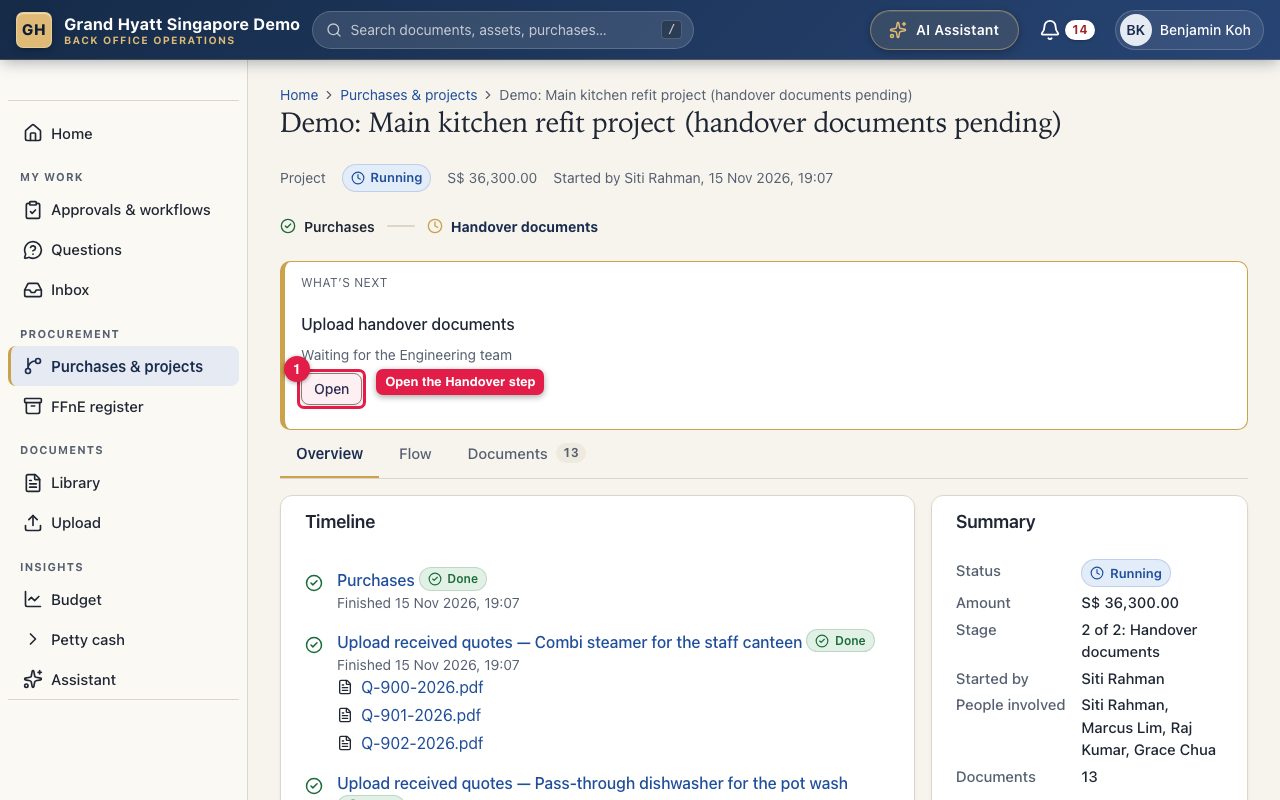 GH
Grand Hyatt Singapore Demo
BACK OFFICE OPERATIONS
Search documents, assets, purchases...
/
AI Assistant
14
BK
Benjamin Koh
Home
MY WORK
Approvals & workflows
Questions
Inbox
PROCUREMENT
Purchases & projects
FFnE register
DOCUMENTS
Library
Upload
INSIGHTS
Budget
Petty cash
Assistant
Home > Purchases & projects > Demo: Main kitchen refit project (handover documents pending)
Demo: Main kitchen refit project (handover documents pending)
Project Running S$ 36,300.00 Started by Siti Rahman, 15 Nov 2026, 19:07
Purchases Handover documents
WHAT'S NEXT
Upload handover documents
Waiting for the Engineering team
1
Open
Open the Handover step
Overview Flow Documents 13
Timeline
Purchases Done
Finished 15 Nov 2026, 19:07
Upload received quotes — Combi steamer for the staff canteen Done
Finished 15 Nov 2026, 19:07
Q-900-2026.pdf
Q-901-2026.pdf
Q-902-2026.pdf
Upload received quotes — Pass-through dishwasher for the pot wash
Summary
Status Running
Amount S$ 36,300.00
Stage 2 of 2: Handover
documents
Started by Siti Rahman
People involved Siti Rahman,
Marcus Lim, Raj
Kumar, Grace Chua
Documents 13